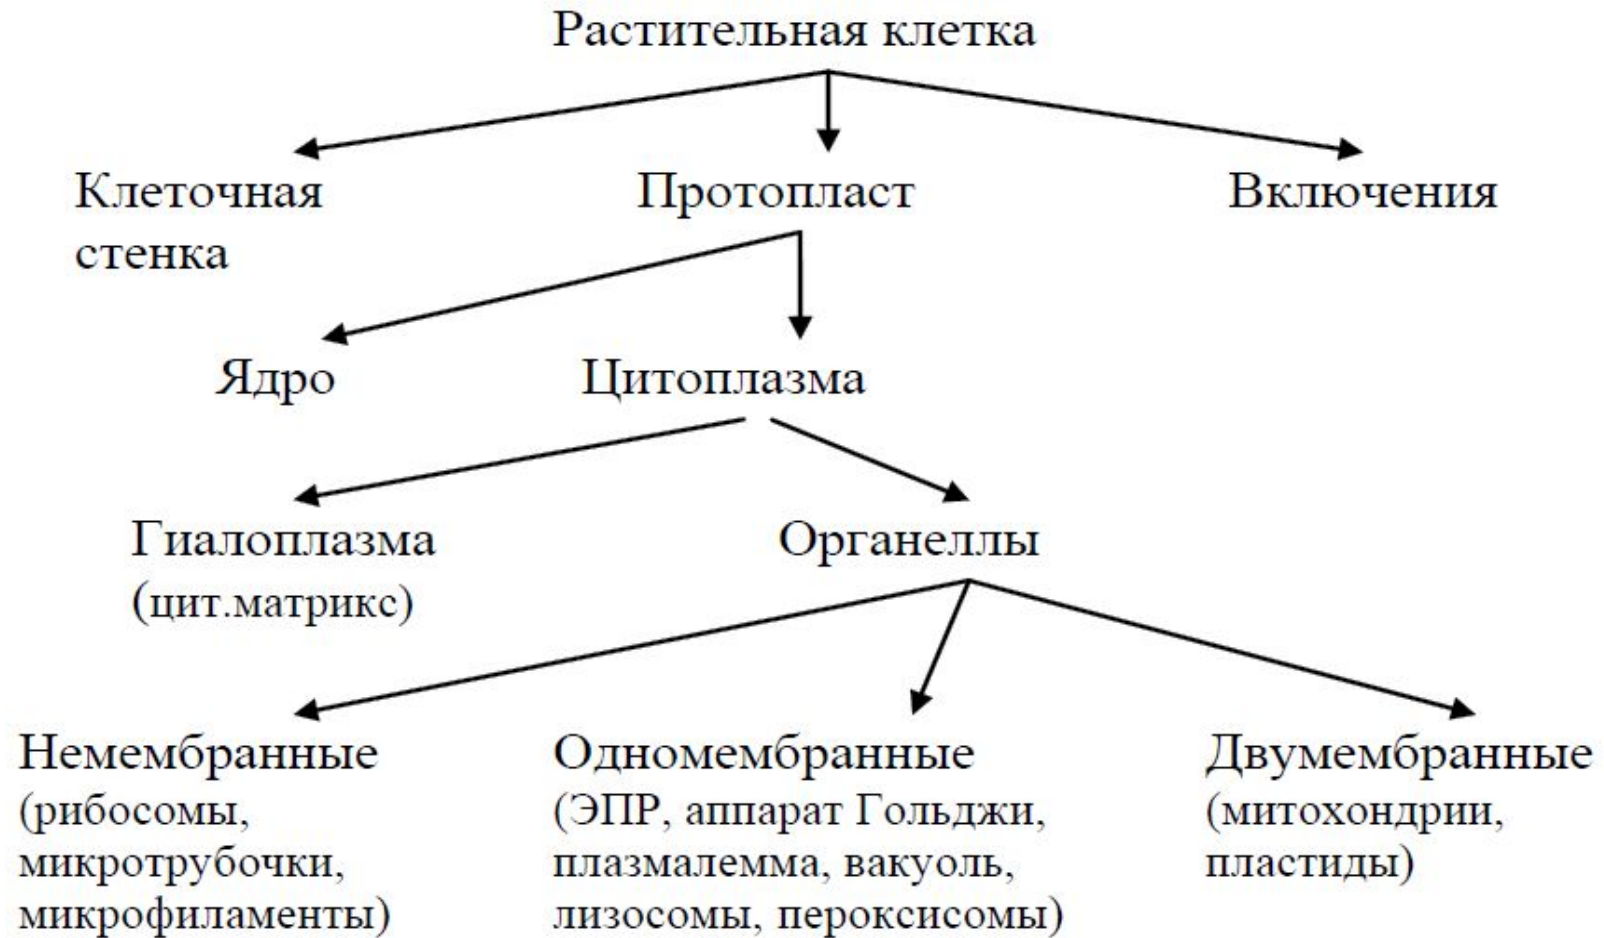 Растительная клетка
Клеточная
стенка
Протопласт
Включения
Ядро
Цитоплазма
Гиалоплазма
(цит.матрикс)
Органеллы
Немембранные
(рибосомы,
микротрубочки,
микрофиламенты)
Одномембранные
(ЭПР, аппарат Гольджи,
плазмалемма, вакуоль,
лизосомы, пероксисомы)
Двумембранные
(митохондрии,
пластиды)